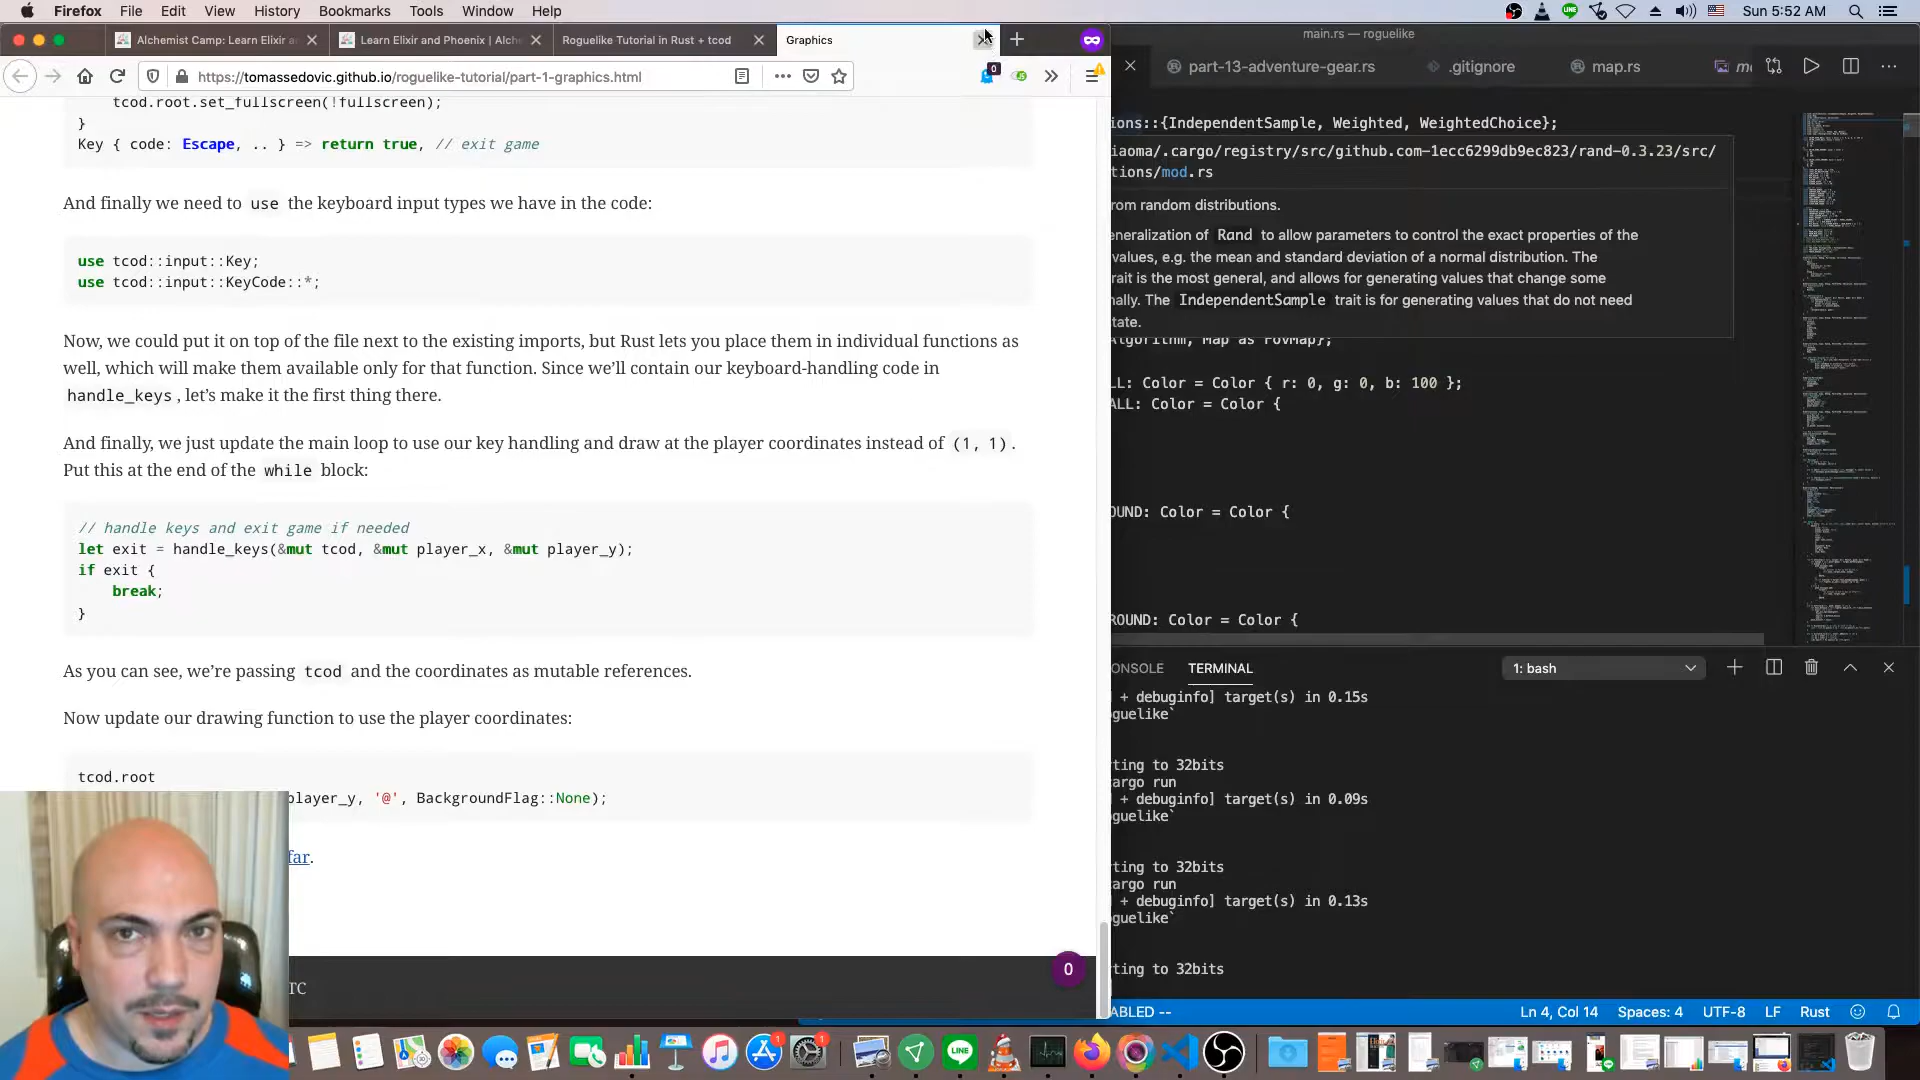 Firefox File Edit View History Bookmarks Tools Window Help Sun 5:52 AM
Alchemist Camp: Learn Elixir a
Learn Elixir and Phoenix | Alche
Roguelike Tutorial in Rust + tcod
Graphics
https://tomassedovic.github.io/roguelike-tutorial/part-1-graphics.html
tcod.root.set_fullscreen(!fullscreen);
}
Key { code: Escape, .. } => return true, // exit game
And finally we need to use the keyboard input types we have in the code:
use tcod::input::Key;
use tcod::input::KeyCode::*;
Now, we could put it on top of the file next to the existing imports, but Rust lets you place them in individual functions as
well, which will make them available only for that function. Since we’ll contain our keyboard-handling code in
handle_keys, let’s make it the first thing there.
And finally, we just update the main loop to use our key handling and draw at the player coordinates instead of (1, 1).
Put this at the end of the while block:
// handle keys and exit game if needed
let exit = handle_keys(&mut tcod, &mut player_x, &mut player_y);
if exit {
break;
}
As you can see, we’re passing tcod and the coordinates as mutable references.
Now update our drawing function to use the player coordinates:
tcod.root
player_y, '@', BackgroundFlag::None);
far.
TC
0
main.rs — roguelike
part-13-adventure-gear.rs
.gitignore
map.rs
ions::{IndependentSample, Weighted, WeightedChoice};
iaoma/.cargo/registry/src/github.com-1ecc6299db9ec823/rand-0.3.23/src/
tions/mod.rs
rom random distributions.
eneralization of Rand to allow parameters to control the exact properties of the
values, e.g. the mean and standard deviation of a normal distribution. The
rait is the most general, and allows for generating values that change some
nally. The IndependentSample trait is for generating values that do not need
tate.
Algorithm, Map as FovMap};
LL: Color = Color { r: 0, g: 0, b: 100 };
ALL: Color = Color {
OUND: Color = Color {
ROUND: Color = Color {
ONSOLE TERMINAL 1: bash
+ debuginfo] target(s) in 0.15s
guelike`
ting to 32bits
cargo run
+ debuginfo] target(s) in 0.09s
guelike`
ting to 32bits
cargo run
+ debuginfo] target(s) in 0.13s
guelike`
ting to 32bits
ABLED -- Ln 4, Col 14 Spaces: 4 UTF-8 LF Rust